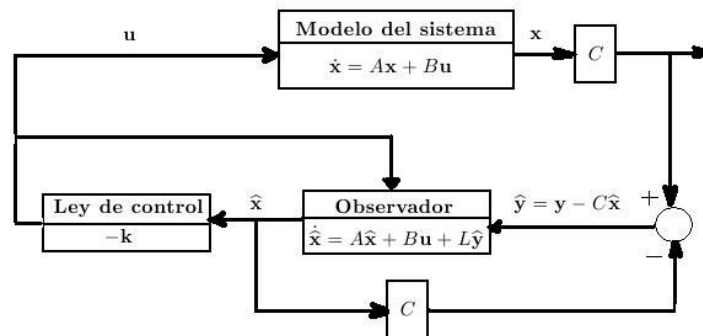 u
Modelo del sistema
ẋ = Ax + Bu
x
C
Ley de control
−k
x̂
Observador
x̂̇ = Ax̂ + Bu + Lŷ
ŷ = y − Cx̂
+
−
C